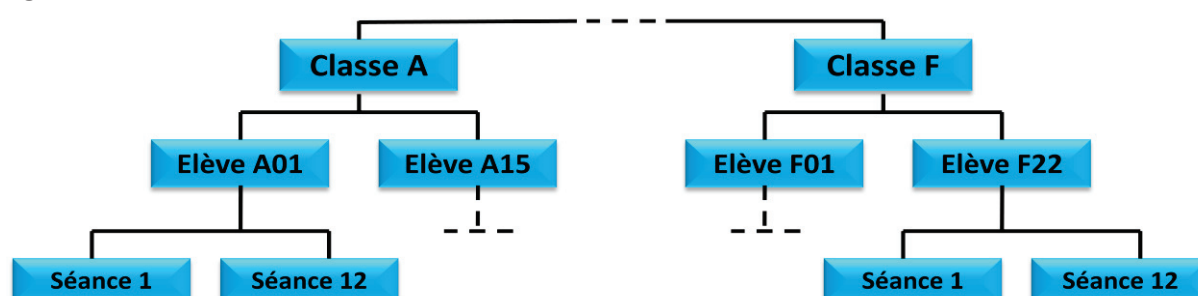 Classe A
Classe F
Elève A01
Elève A15
Elève F01
Elève F22
Séance 1
Séance 12
Séance 1
Séance 12